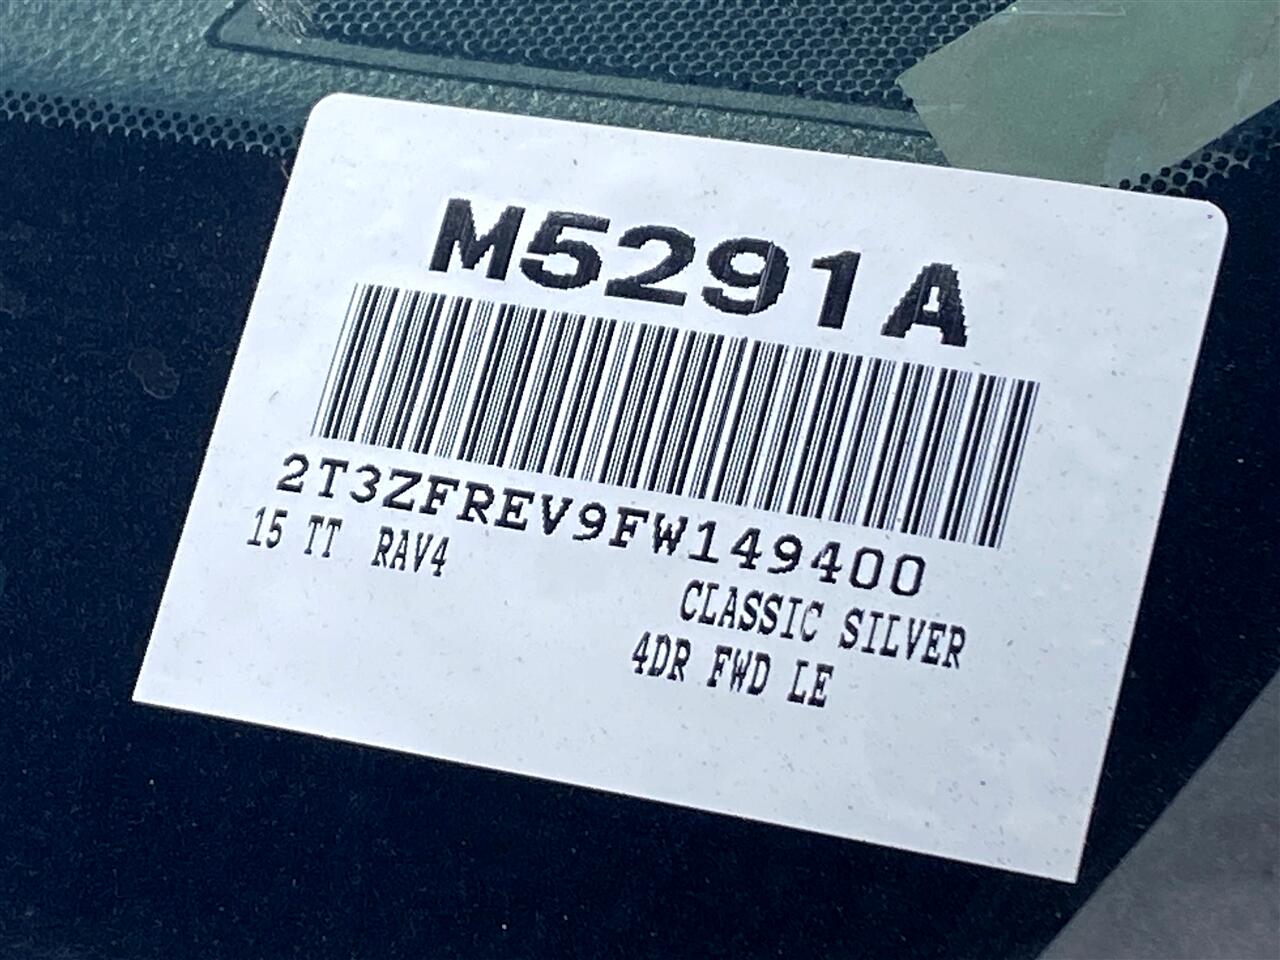 M5291A
2T3ZFREV9FW149400
15 TT RAV4
CLASSIC SILVER
4DR FWD LE